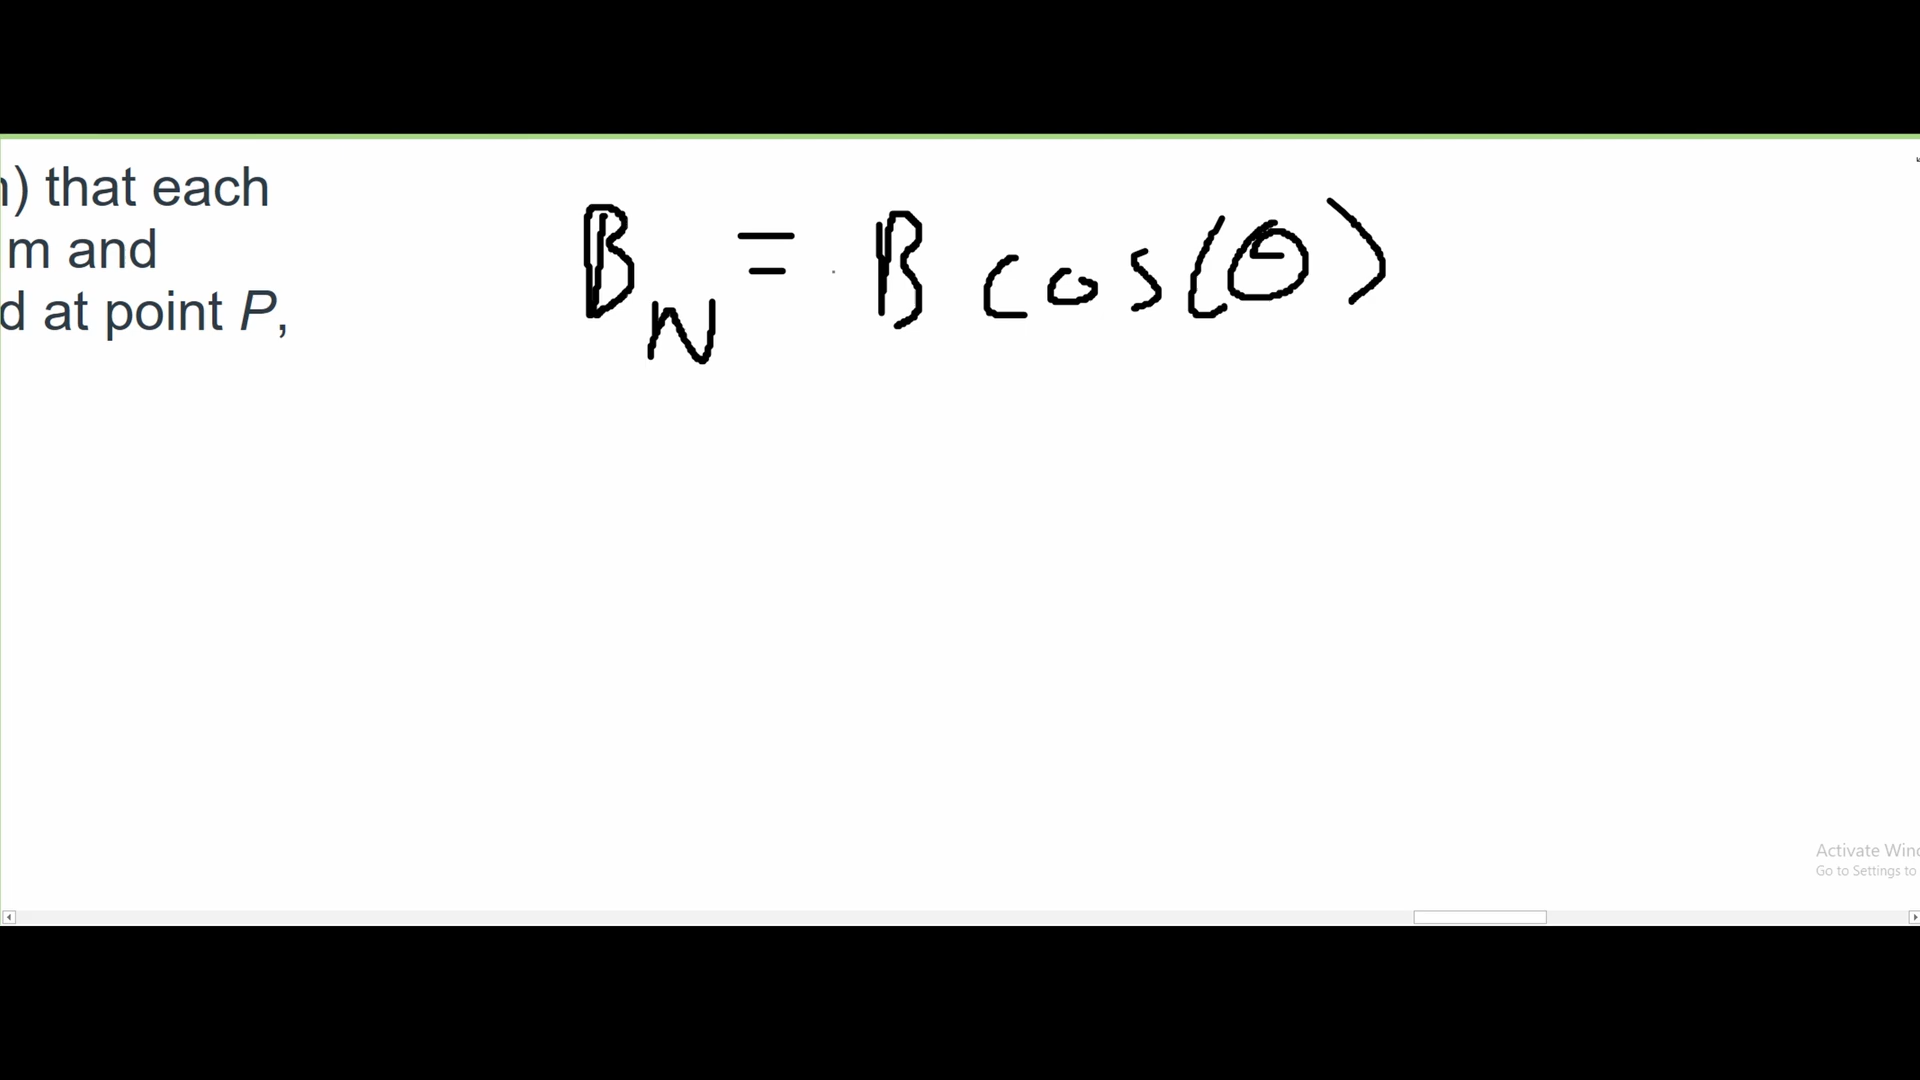 ) that each
m and
d at point P,
B_N = B cos(θ)
Activate Wind
Go to Settings to